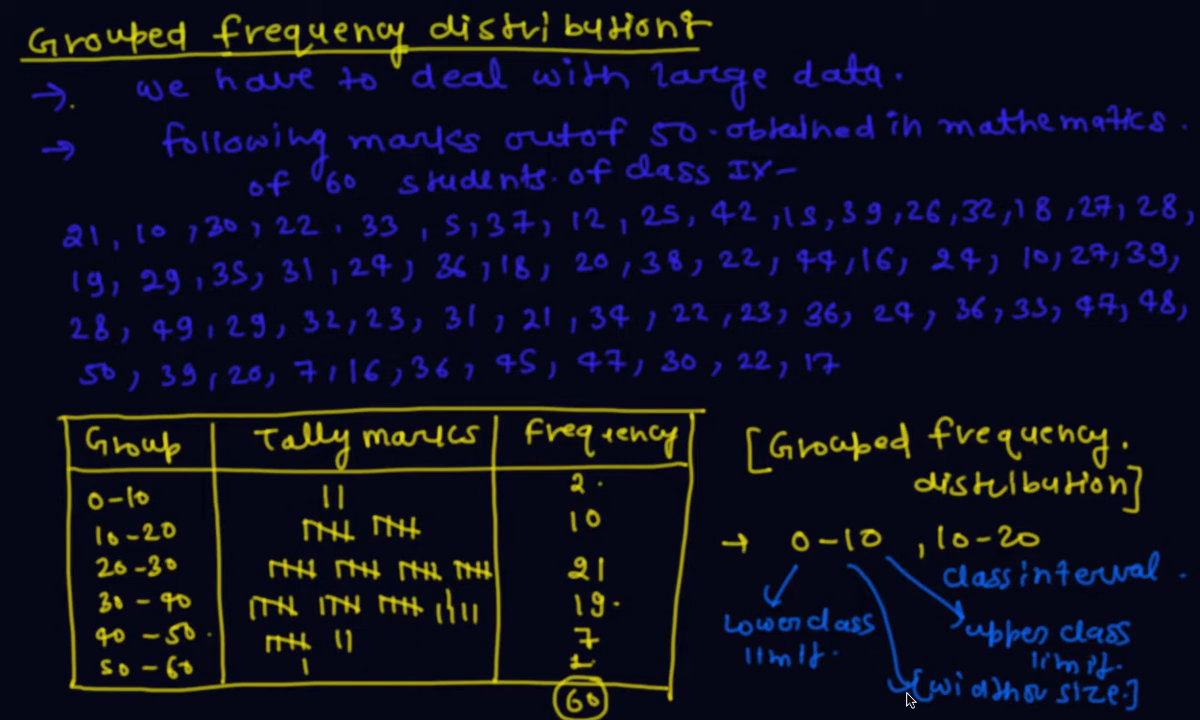 Grouped frequency distribution:
→. we have to deal with large data.
→ following marks out of 50 obtained in mathematics.
of 60 students. of class IX-
21, 10, 30, 22, 33, 5, 37, 12, 25, 42, 15, 39, 26, 32, 18, 27, 28,
19, 29, 35, 31, 24, 36, 18, 20, 38, 22, 44, 16, 24, 10, 27, 39,
28, 49, 29, 32, 23, 31, 21, 34, 22, 23, 36, 24, 36, 33, 47, 48,
50, 39, 20, 7, 16, 36, 45, 47, 30, 22, 17
Group Tally marks Frequency
0-10 || 2.
10-20 10
20-30 21
30-40 19.
40-50. 7
50-60 |
60
[Grouped frequency.
distribution]
→ 0-10, 10-20
class interval.
Lower class
limit.
upper class
limit.
[width or size.]